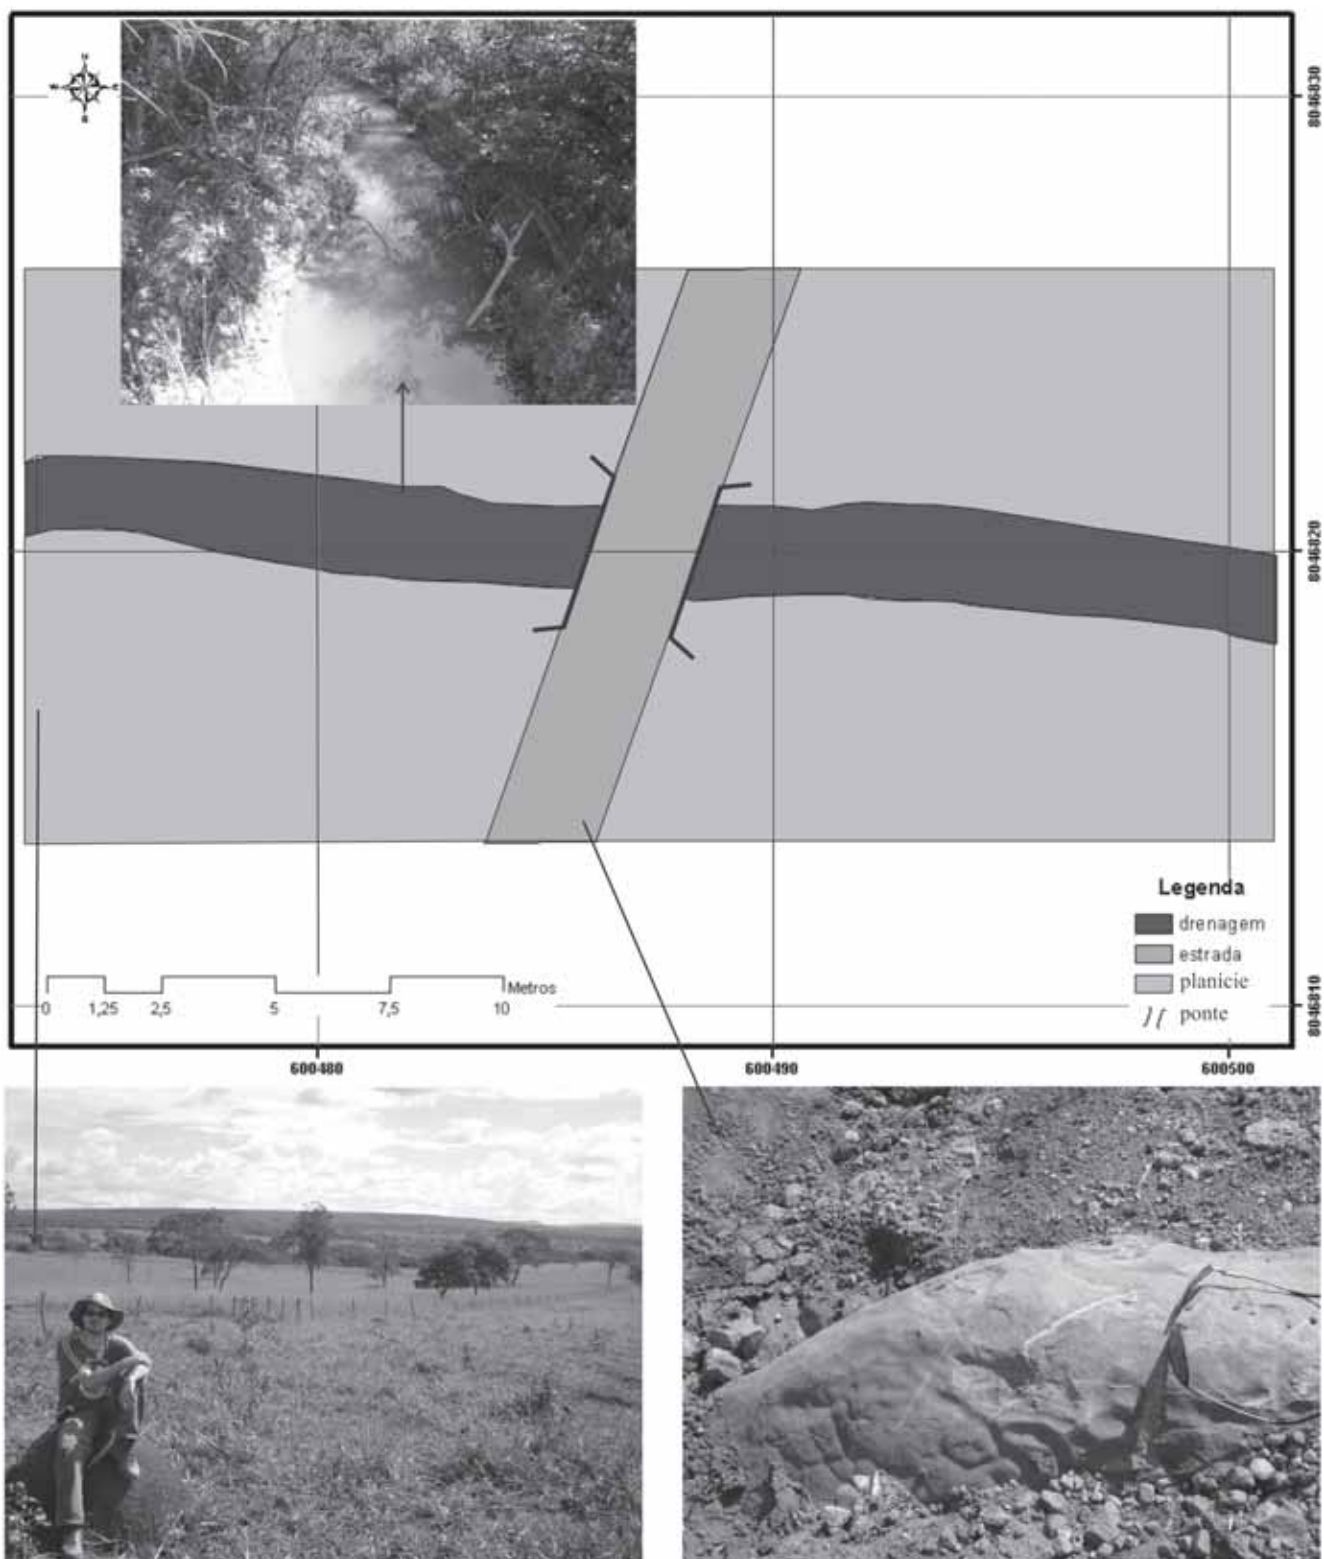 N
W
E
S
8046830
8046820
Legenda
drenagem
estrada
planicie
ponte
Metros
0 1,25 2,5 5 7,5 10
8046810
600480 600490 600500